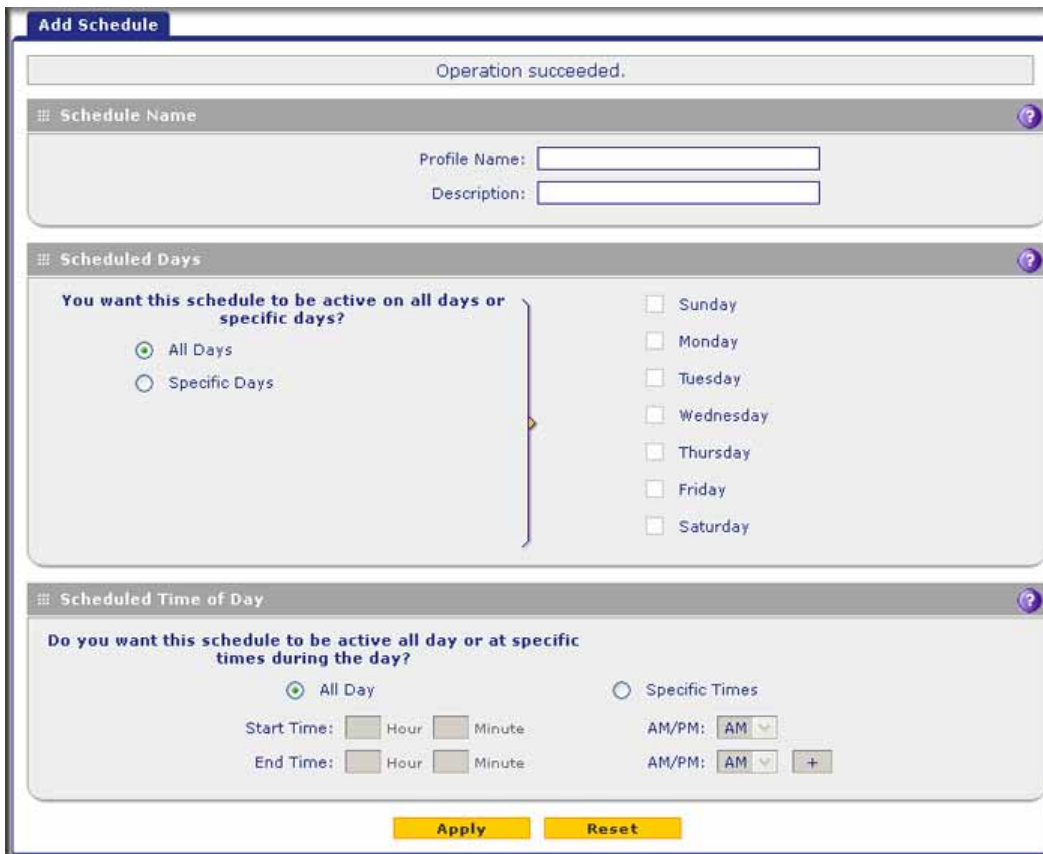 Add Schedule
Operation succeeded.
Schedule Name
?
Profile Name:
Description:
Scheduled Days
?
You want this schedule to be active on all days or
specific days?
All Days
Specific Days
Sunday
Monday
Tuesday
Wednesday
Thursday
Friday
Saturday
Scheduled Time of Day
?
Do you want this schedule to be active all day or at specific
times during the day?
All Day Specific Times
Start Time: Hour Minute AM/PM: AM
End Time: Hour Minute AM/PM: AM +
Apply Reset